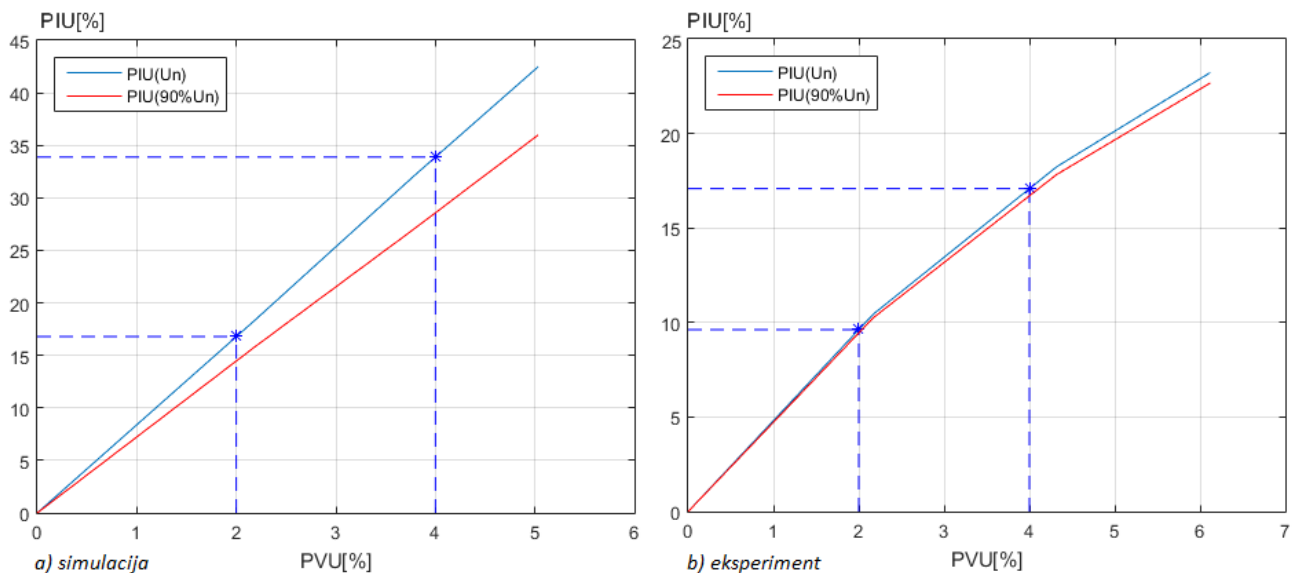 PIU[%]
45
40
35
30
25
20
15
10
5
0
PIU(Un)
PIU(90%Un)
0 1 2 3 4 5 6
a) simulacija
PVU[%]
PIU[%]
25
20
15
10
5
0
PIU(Un)
PIU(90%Un)
0 1 2 3 4 5 6 7
b) eksperiment
PVU[%]